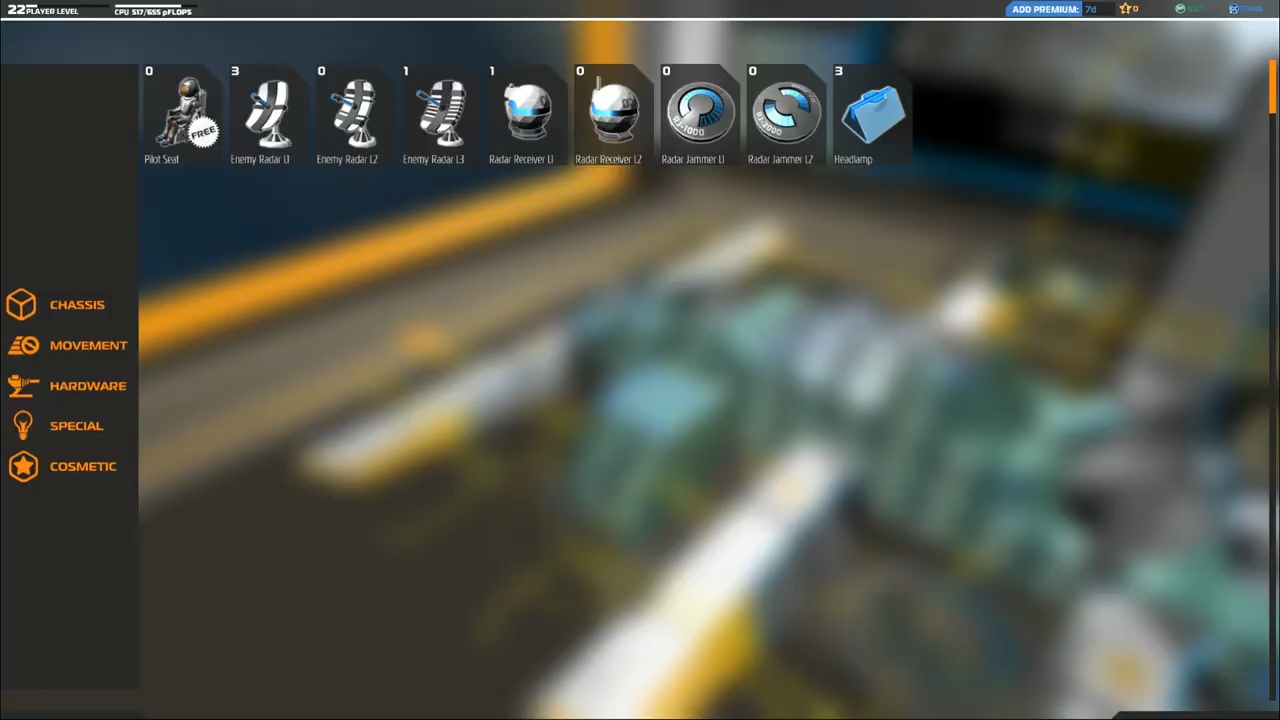 22 PLAYER LEVEL CPU 517/655 pFLOPS ADD PREMIUM: 7d 0
0 3 0 1 1 0 0 0 3
FREE RJ-1000
Pilot Seat Enemy Radar L1 Enemy Radar L2 Enemy Radar L3 Radar Receiver L1 Radar Receiver L2 Radar Jammer L1 Radar Jammer L2 Headlamp
CHASSIS
MOVEMENT
HARDWARE
SPECIAL
COSMETIC